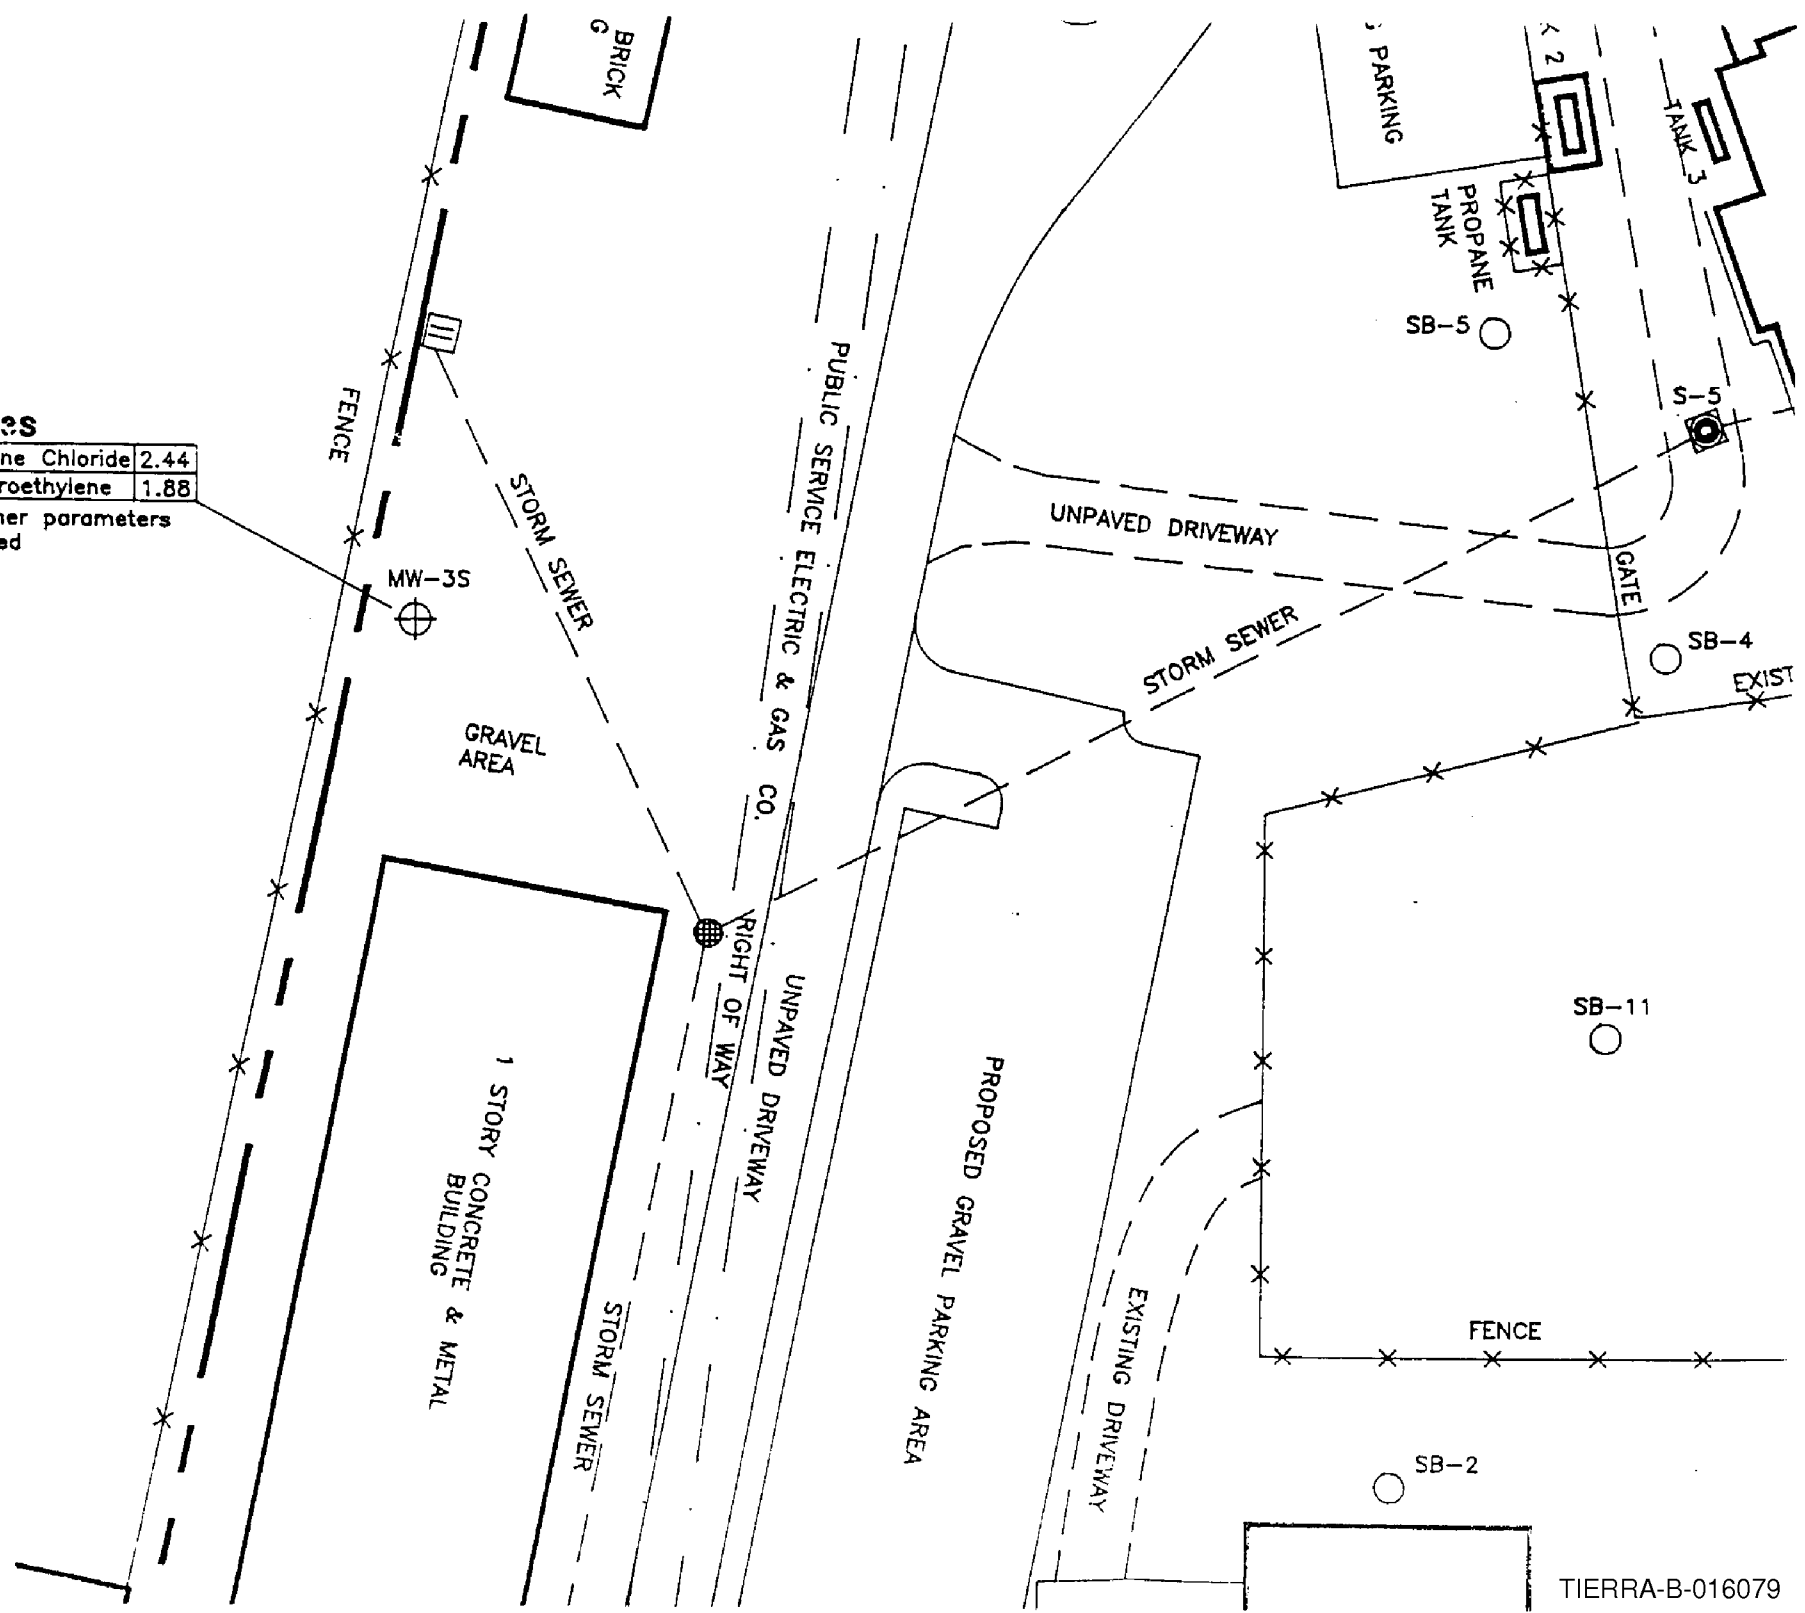 BRICK
G
PARKING
2
TANK 3
PROPANE
TANK
SB-5
S-5
FENCE
ne Chloride 2.44
roethylene 1.88
ner parameters
ed
MW-3S
STORM SEWER
PUBLIC SERVICE ELECTRIC & GAS CO.
RIGHT OF WAY
UNPAVED DRIVEWAY
GATE
STORM SEWER
SB-4
EXIST
GRAVEL
AREA
UNPAVED DRIVEWAY
SB-11
1 STORY CONCRETE & METAL
BUILDING
PROPOSED GRAVEL PARKING AREA
STORM SEWER
EXISTING DRIVEWAY
FENCE
SB-2
TIERRA-B-016079